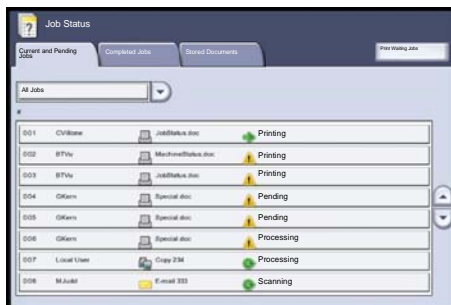 Job Status
Current and Pending Jobs
Completed Jobs
Stored Documents
Print Waiting Jobs
All Jobs
#
001 CVillone JobStatus.doc Printing
002 BTVu MachineStatus.doc Printing
003 BTVu JobStatus.doc Printing
004 GKern Special.doc Pending
005 GKern Special.doc Pending
006 GKern Special.doc Processing
007 Local User Copy 234 Processing
008 MJudd E-mail 333 Scanning